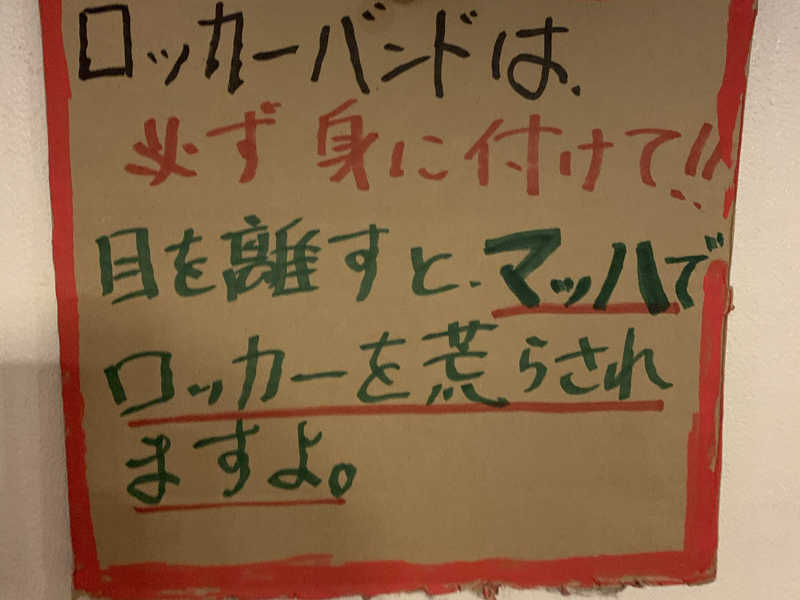 ロッカーバンドは、
必ず身に付けて!!
目を離すと、マッハで
ロッカーを荒らされ
ますよ。